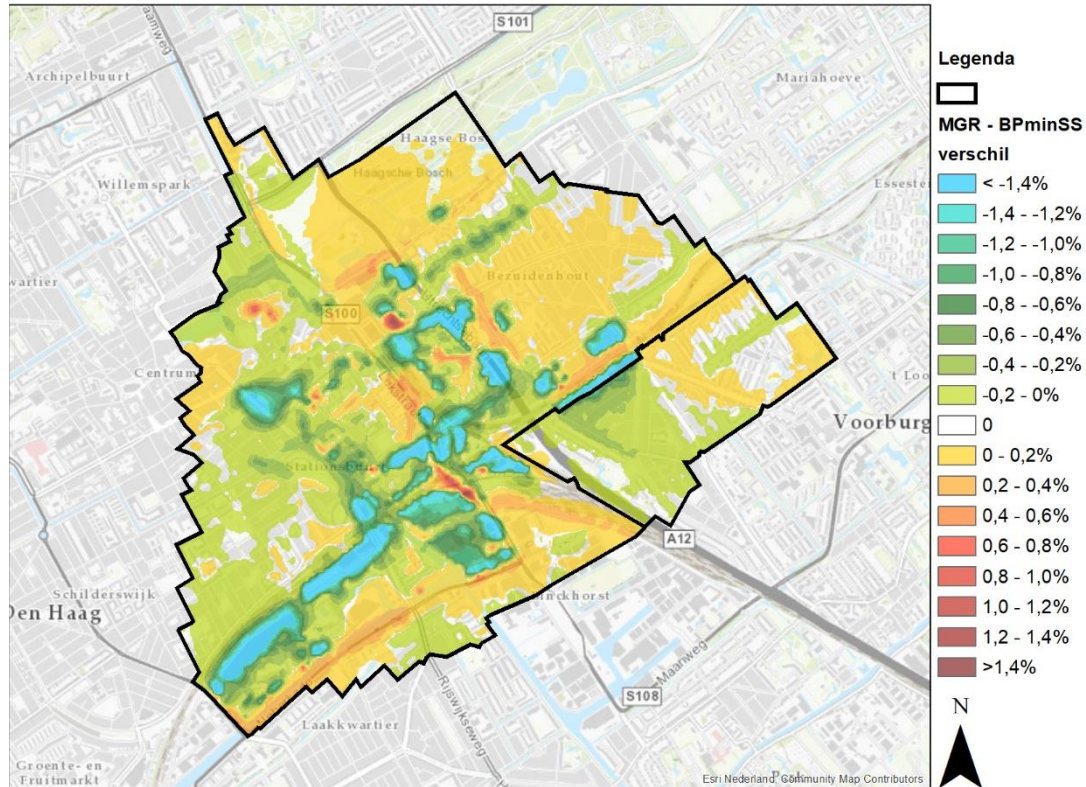 S101
Archipelbuurt
Mariahoeve
Haagse Bos
Haagsche Bosch
Willemspark
Essester
kwartier
Bezuidenhout
S100
Centrum
't Loo
Voorburg
Stationsbuurt
A12
Schilderswijk
Den Haag
inckhorst
Maanweg
S108
Rijswijkseweg
Laakkwartier
Groente- en
Fruitmarkt
Esri Nederland, Community Map Contributors
Legenda
MGR - BPminSS
verschil
< -1,4%
-1,4 - -1,2%
-1,2 - -1,0%
-1,0 - -0,8%
-0,8 - -0,6%
-0,6 - -0,4%
-0,4 - -0,2%
-0,2 - 0%
0
0 - 0,2%
0,2 - 0,4%
0,4 - 0,6%
0,6 - 0,8%
0,8 - 1,0%
1,0 - 1,2%
1,2 - 1,4%
>1,4%
N